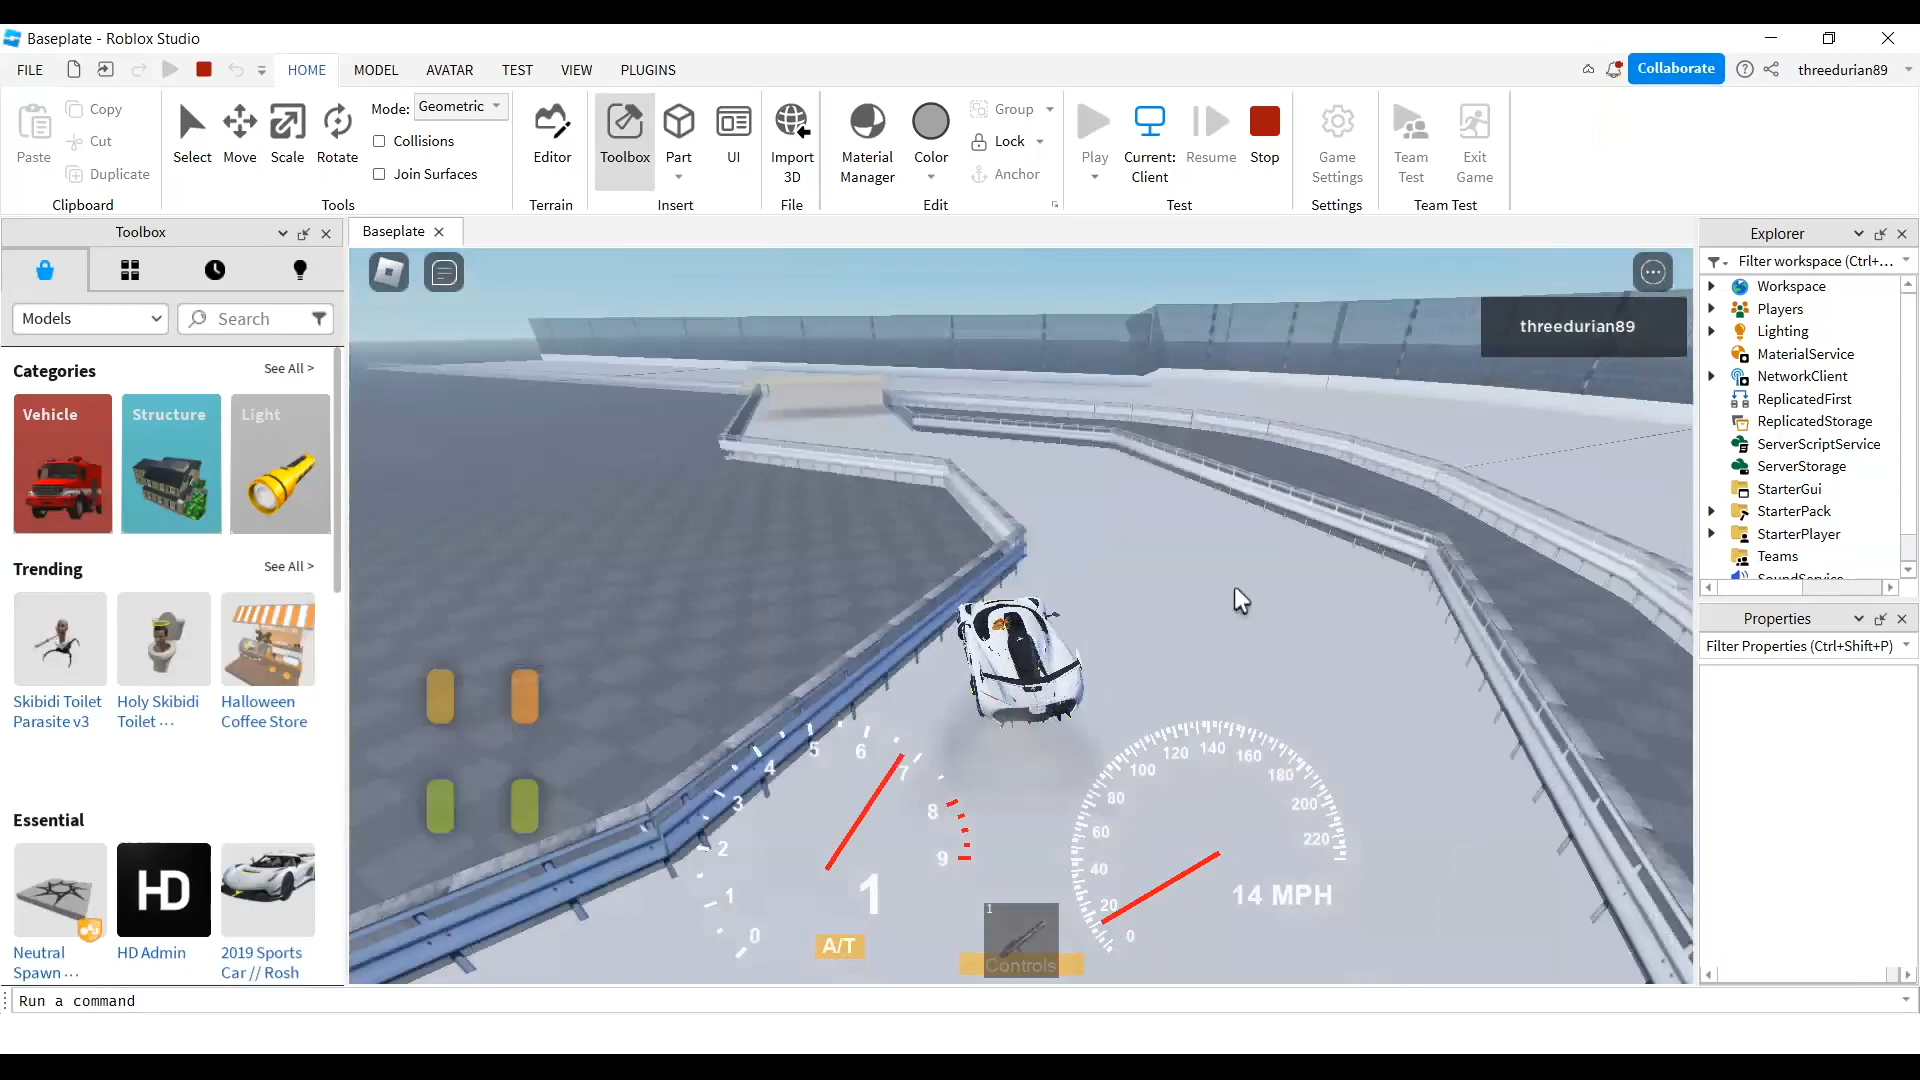 Baseplate - Roblox Studio
FILE
HOME
MODEL
AVATAR
TEST
VIEW
PLUGINS
Collaborate
threedurian89
Paste
Copy
Cut
Duplicate
Clipboard
Select
Move
Scale
Rotate
Mode: Geometric
Collisions
Join Surfaces
Tools
Editor
Terrain
Toolbox
Part
UI
Insert
Import
3D
File
Material
Manager
Color
Group
Lock
Anchor
Edit
Play
Current:
Client
Resume
Stop
Test
Game
Settings
Settings
Team
Test
Exit
Game
Team Test
Toolbox
Models
Search
Categories
See All >
Vehicle
Structure
Light
Trending
See All >
Skibidi Toilet
Parasite v3
Holy Skibidi
Toilet ...
Halloween
Coffee Store
Essential
HD
Neutral
Spawn ...
HD Admin
2019 Sports
Car // Rosh
Baseplate
threedurian89
0
1
2
3
4
5
6
7
8
9
1
A/T
1
Controls
0
20
40
60
80
100
120
140
160
180
200
220
14 MPH
Explorer
Filter workspace (Ctrl+...
Workspace
Players
Lighting
MaterialService
NetworkClient
ReplicatedFirst
ReplicatedStorage
ServerScriptService
ServerStorage
StarterGui
StarterPack
StarterPlayer
Teams
SoundService
Properties
Filter Properties (Ctrl+Shift+P)
Run a command